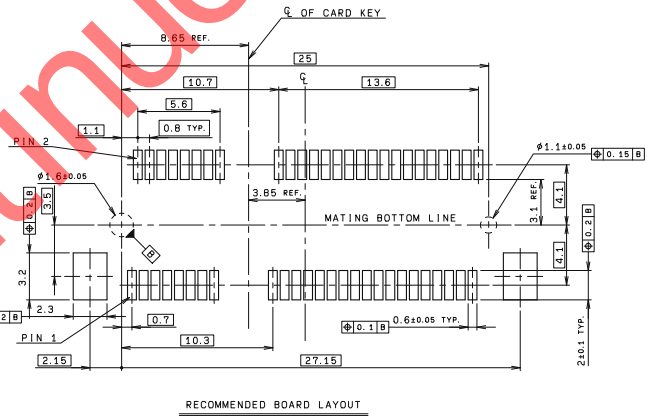 ℄ OF CARD KEY
8.65 REF.
25
℄
10.7
13.6
5.6
1.1
0.8 TYP.
PIN 2
ø1.1±0.05
⌖ 0.15 B
ø1.6±0.05
⌖ 0.2 B
3.5
3.85 REF.
3.1 REF.
4.1
MATING BOTTOM LINE
B
4.1
⌖ 0.2 B
3.2
2.3
2 B
PIN 1
0.7
⌖ 0.1 B
0.6±0.05 TYP.
2±0.1 TYP.
10.3
2.15
27.15
RECOMMENDED BOARD LAYOUT